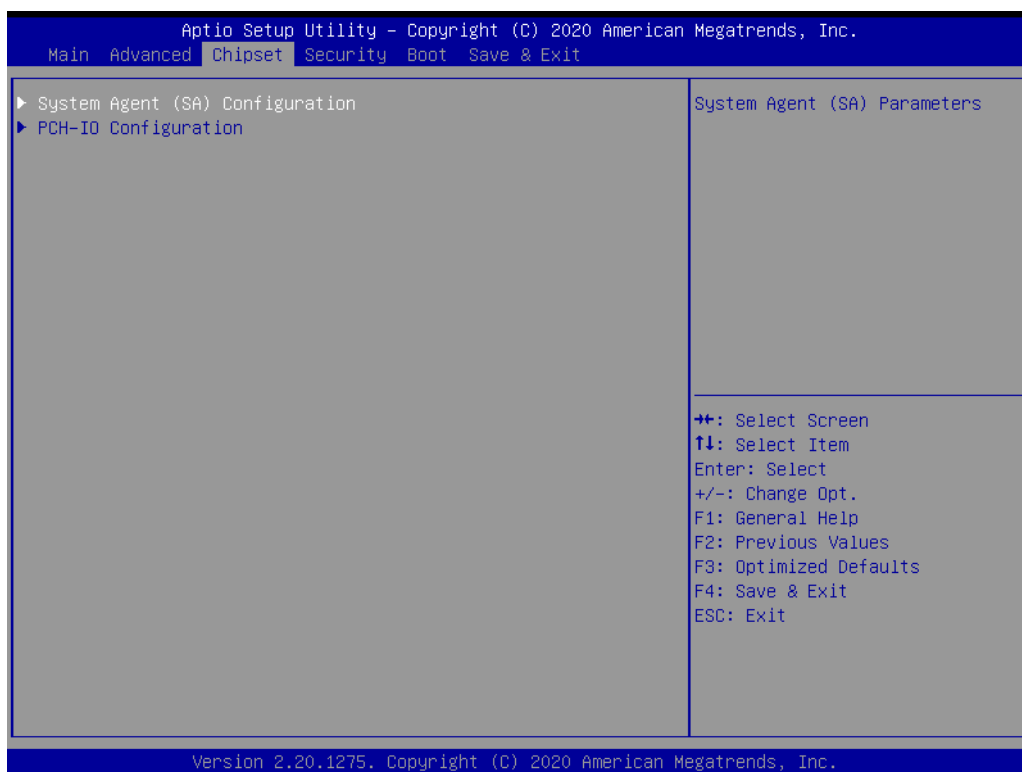 Aptio Setup Utility – Copyright (C) 2020 American Megatrends, Inc.
Main Advanced Chipset Security Boot Save & Exit
▶ System Agent (SA) Configuration
▶ PCH-IO Configuration
System Agent (SA) Parameters
→←: Select Screen
↑↓: Select Item
Enter: Select
+/-: Change Opt.
F1: General Help
F2: Previous Values
F3: Optimized Defaults
F4: Save & Exit
ESC: Exit
Version 2.20.1275. Copyright (C) 2020 American Megatrends, Inc.